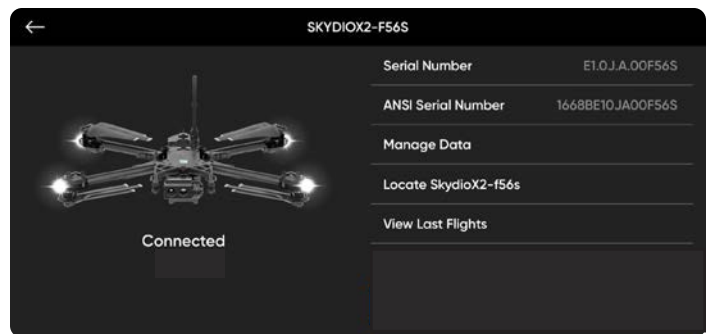 SKYDIOX2-F56S
Serial Number E1.0.J.A.00F56S
ANSI Serial Number 1668BE10JA00F56S
Manage Data
Locate SkydioX2-f56s
View Last Flights
Connected